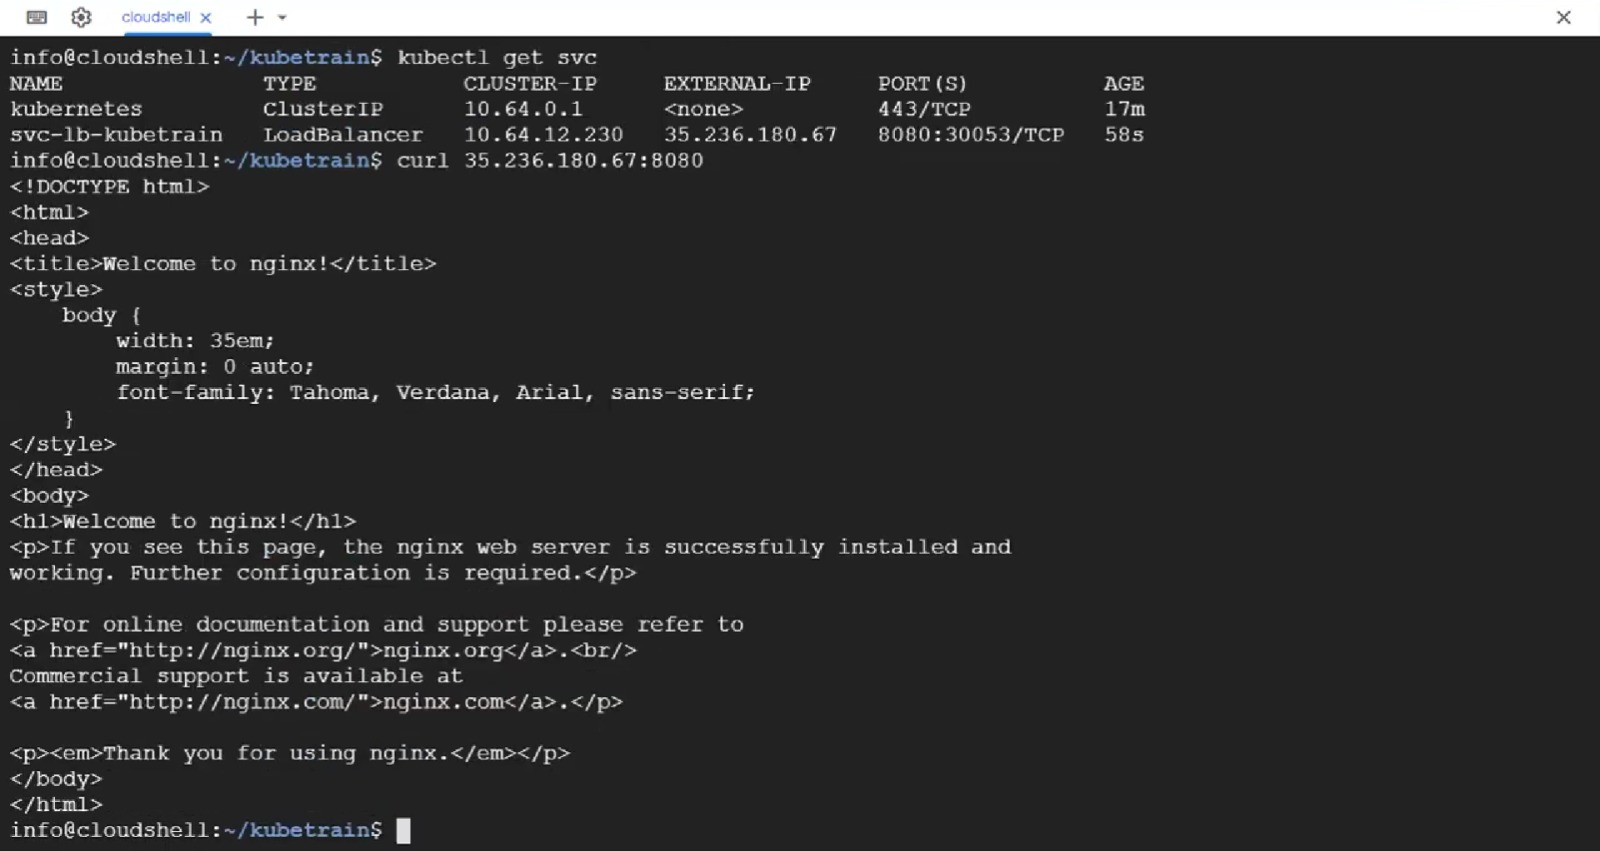 cloudshell
info@cloudshell:~/kubetrain$ kubectl get svc
NAME TYPE CLUSTER-IP EXTERNAL-IP PORT(S) AGE
kubernetes ClusterIP 10.64.0.1 <none> 443/TCP 17m
svc-lb-kubetrain LoadBalancer 10.64.12.230 35.236.180.67 8080:30053/TCP 58s
info@cloudshell:~/kubetrain$ curl 35.236.180.67:8080
<!DOCTYPE html>
<html>
<head>
<title>Welcome to nginx!</title>
<style>
    body {
        width: 35em;
        margin: 0 auto;
        font-family: Tahoma, Verdana, Arial, sans-serif;
    }
</style>
</head>
<body>
<h1>Welcome to nginx!</h1>
<p>If you see this page, the nginx web server is successfully installed and
working. Further configuration is required.</p>

<p>For online documentation and support please refer to
<a href="http://nginx.org/">nginx.org</a>.<br/>
Commercial support is available at
<a href="http://nginx.com/">nginx.com</a>.</p>

<p><em>Thank you for using nginx.</em></p>
</body>
</html>
info@cloudshell:~/kubetrain$